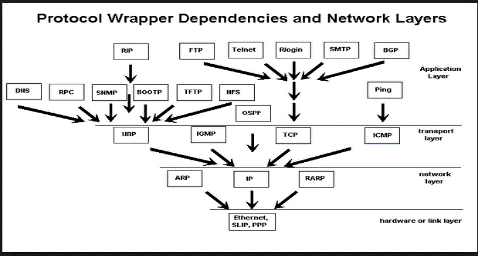 Protocol Wrapper Dependencies and Network Layers
RIP
FTP
Telnet
Rlogin
SMTP
BGP
Application
Layer
DNS
RPC
SNMP
BOOTP
TFTP
NFS
Ping
OSPF
UDP
IGMP
TCP
ICMP
transport
layer
ARP
IP
RARP
network
layer
Ethernet,
SLIP, PPP
hardware or link layer